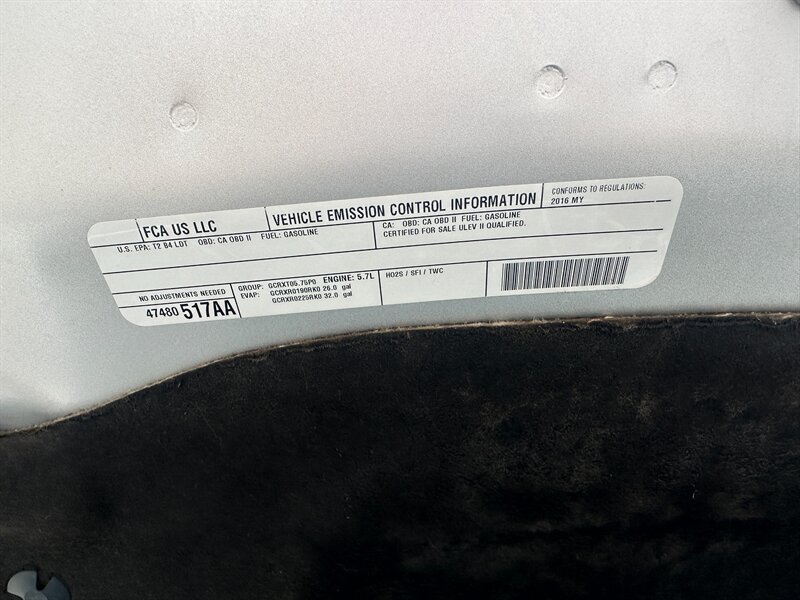 FCA US LLC
VEHICLE EMISSION CONTROL INFORMATION
CONFORMS TO REGULATIONS:
2016 MY
U.S. EPA: T2 B4 LDT OBD: CA OBD II FUEL: GASOLINE
CA: OBD: CA OBD II FUEL: GASOLINE
CERTIFIED FOR SALE ULEV II QUALIFIED.
NO ADJUSTMENTS NEEDED
47480 517AA
GROUP: GCRXT05.75P0 ENGINE: 5.7L
EVAP: GCRXR0190RK0 26.0 gal
GCRXR0225RK0 32.0 gal
HO2S / SFI / TWC